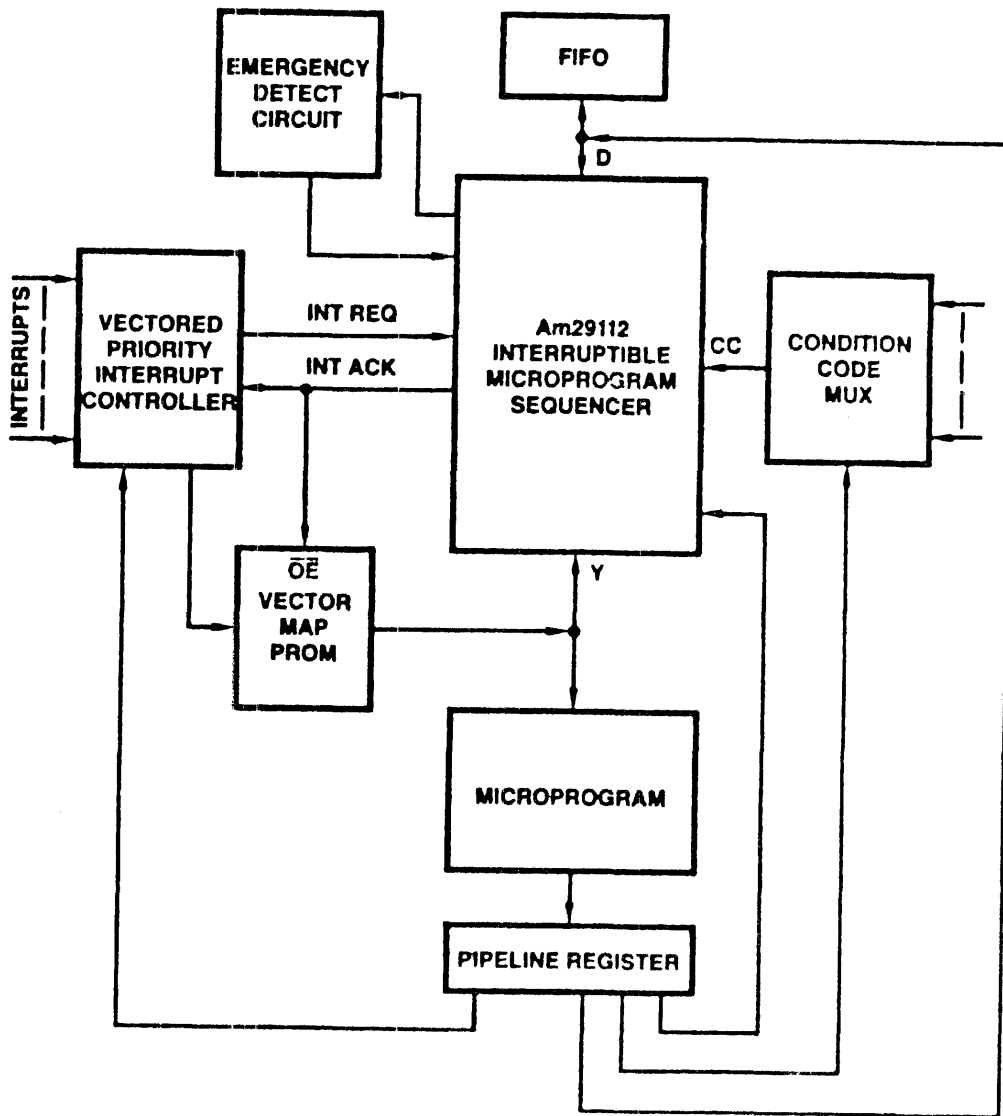 EMERGENCY
DETECT
CIRCUIT
FIFO
D
INTERRUPTS
VECTORED
PRIORITY
INTERRUPT
CONTROLLER
INT REQ
INT ACK
Am29112
INTERRUPTIBLE
MICROPROGRAM
SEQUENCER
CC
CONDITION
CODE
MUX
O̅E̅
VECTOR
MAP
PROM
Y
MICROPROGRAM
PIPELINE REGISTER